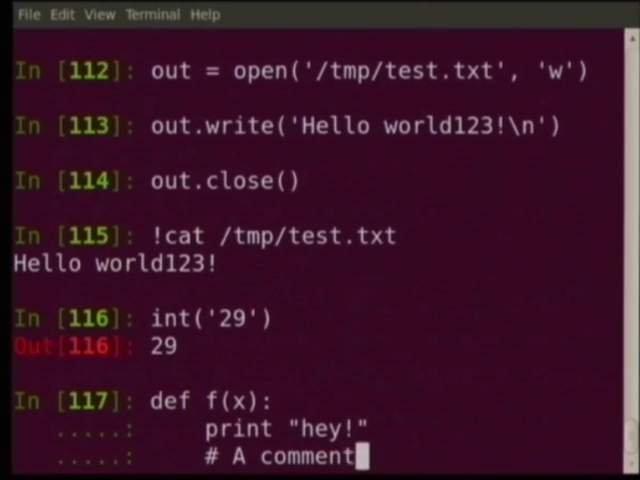 File Edit View Terminal Help
In [112]: out = open('/tmp/test.txt', 'w')
In [113]: out.write('Hello world123!\n')
In [114]: out.close()
In [115]: !cat /tmp/test.txt
Hello world123!
In [116]: int('29')
Out[116]: 29
In [117]: def f(x):
.....: print "hey!"
.....: # A comment